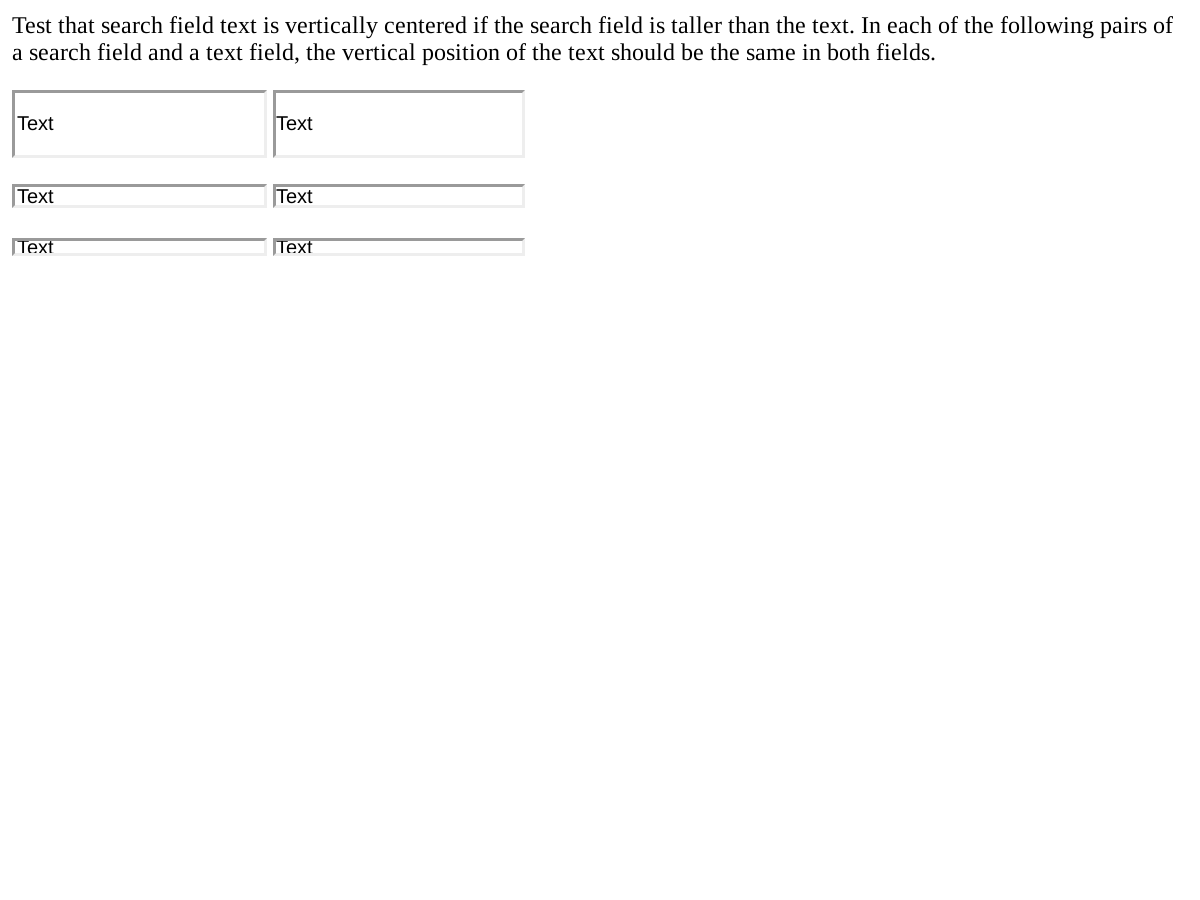 Test that search field text is vertically centered if the search field is taller than the text. In each of the following pairs of
a search field and a text field, the vertical position of the text should be the same in both fields.
Text Text
Text Text
Text Text